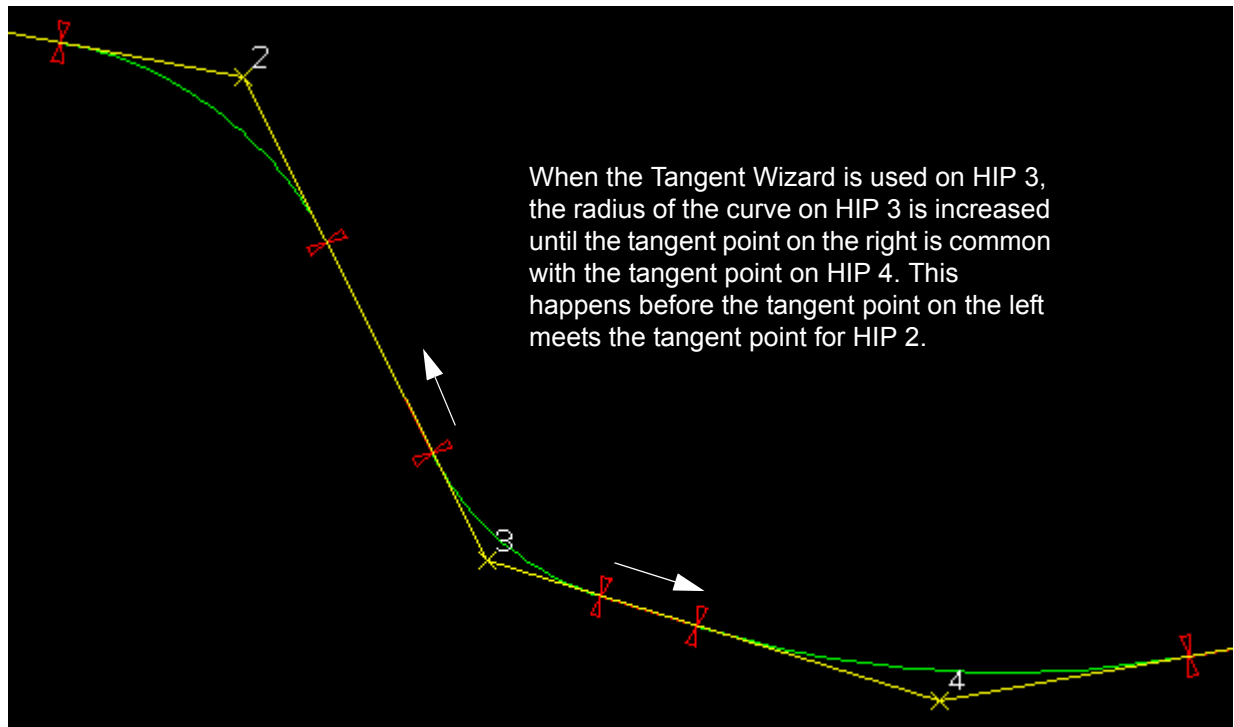 2
When the Tangent Wizard is used on HIP 3,
the radius of the curve on HIP 3 is increased
until the tangent point on the right is common
with the tangent point on HIP 4. This
happens before the tangent point on the left
meets the tangent point for HIP 2.
3
4